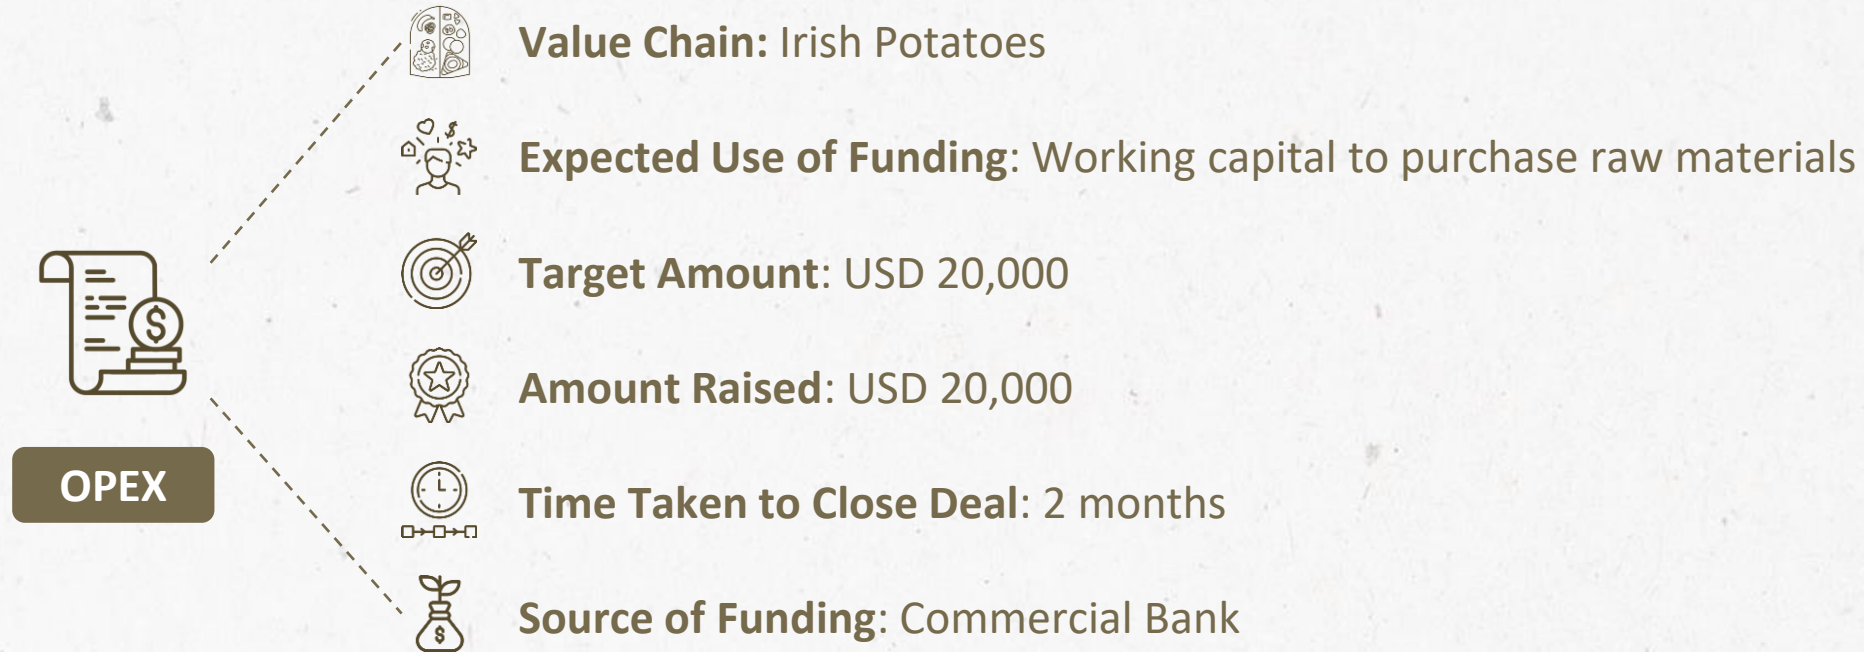 Value Chain: Irish Potatoes
Expected Use of Funding: Working capital to purchase raw materials
Target Amount: USD 20,000
Amount Raised: USD 20,000
OPEX
Time Taken to Close Deal: 2 months
Source of Funding: Commercial Bank